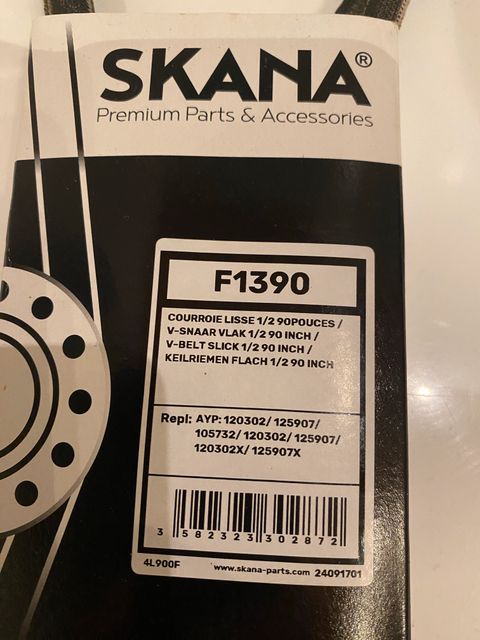 SKANA®
Premium Parts & Accessories
F1390
COURROIE LISSE 1/2 90POUCES /
V-SNAAR VLAK 1/2 90 INCH /
V-BELT SLICK 1/2 90 INCH /
KEILRIEMEN FLACH 1/2 90 INCH
Repl: AYP: 120302/ 125907/
105732/ 120302/ 125907/
120302X/ 125907X
3 582323 302872
4L900F www.skana-parts.com 24091701